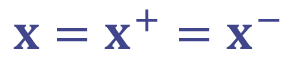 x = x⁺ = x⁻